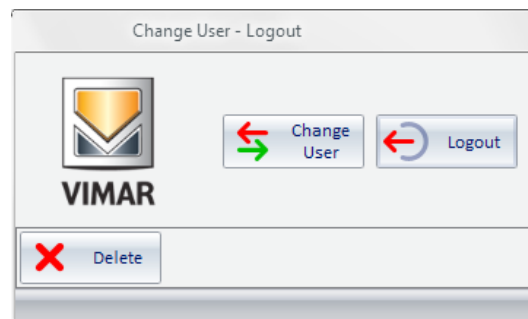 Change User - Logout
Change
User
Logout
VIMAR
Delete